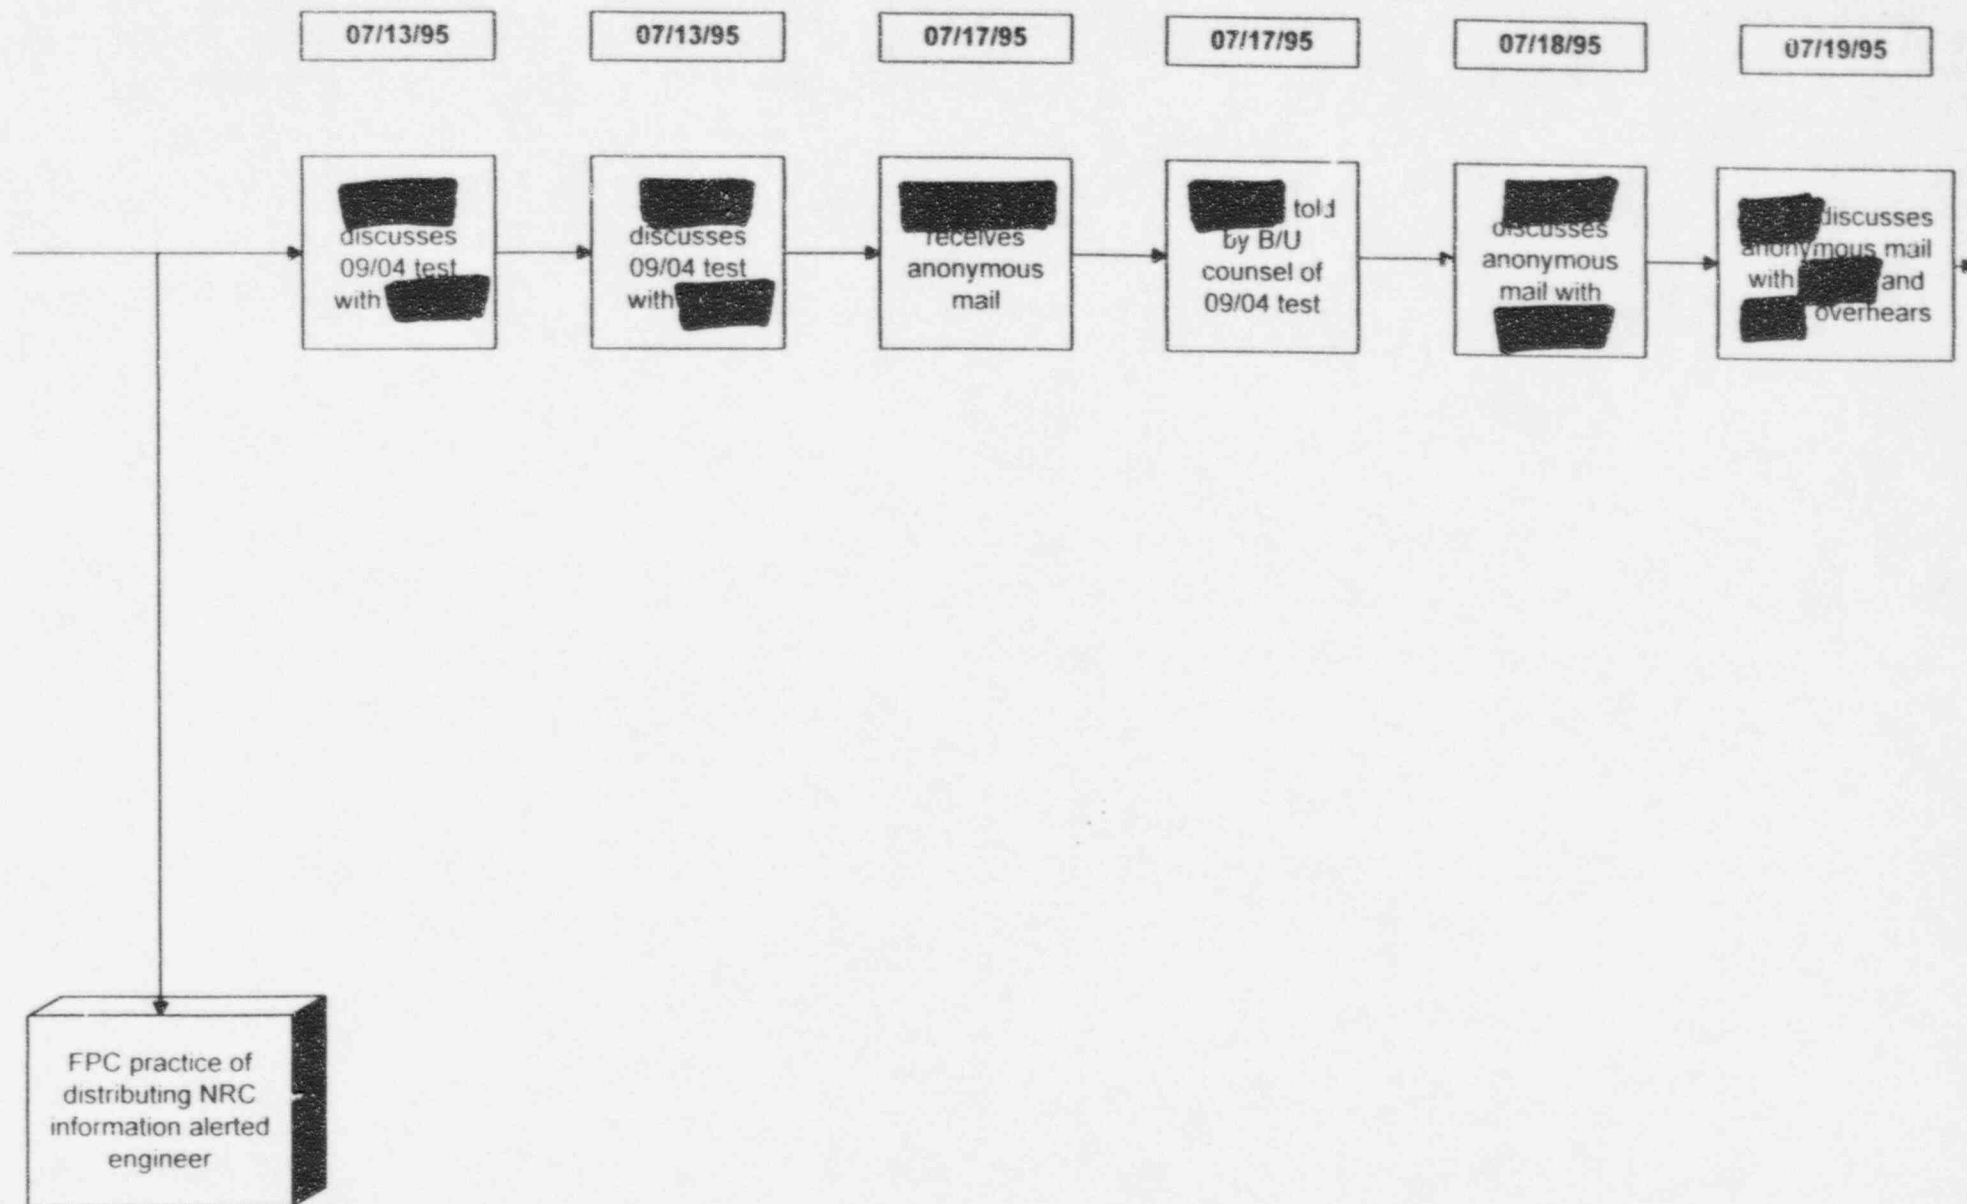 07/13/95
07/13/95
07/17/95
07/17/95
07/18/95
07/19/95
discusses
09/04 test
with
discusses
09/04 test
with
receives
anonymous
mail
told
by B/U
counsel of
09/04 test
discusses
anonymous
mail with
discusses
anonymous mail
with and
overhears
FPC practice of
distributing NRC
information alerted
engineer